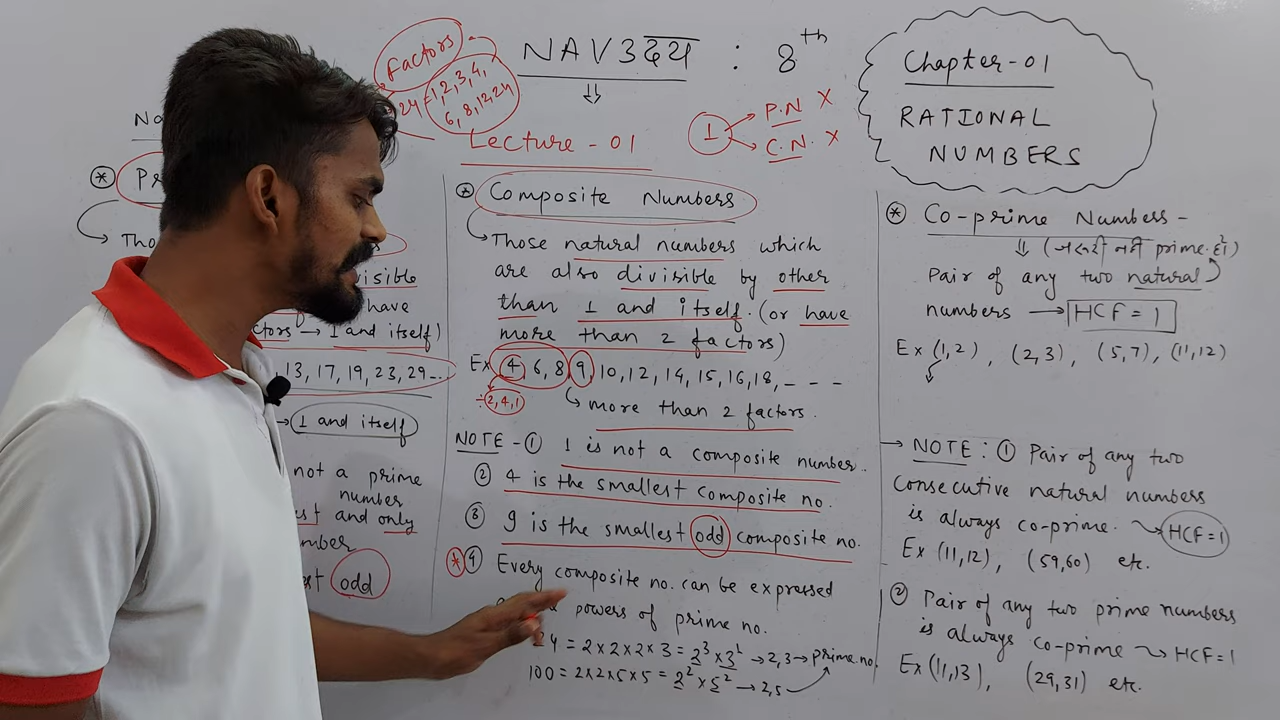 Factors
24 = 1, 2, 3, 4,
6, 8, 12, 24
NAVउदय : 8th
⇓
Lecture - 01
1 → P.N ×
→ C.N. ×
Chapter-01
RATIONAL
NUMBERS
No
* Pr
→ Tho
isible
have
ctors → 1 and itself)
13, 17, 19, 23, 29 - -
→ 1 and itself
not a prime
number
est and only
mber
est odd
* Composite Numbers
→ Those natural numbers which
are also divisible by other
than 1 and itself. (or have
more than 2 factors)
Ex 4, 6, 8, 9, 10, 12, 14, 15, 16, 18, - - -
÷ 2, 4, 1
→ more than 2 factors.
NOTE - ① 1 is not a composite number.
② 4 is the smallest composite no.
③ 9 is the smallest odd composite no.
* ④ Every composite no. can be expressed
powers of prime no.
24 = 2×2×2×3 = 2³×3¹ → 2,3 → prime no.
100 = 2×2×5×5 = 2²×5² → 2,5
* Co-prime Numbers -
⇓ (जरूरी नहीं prime हो)
Pair of any two natural
numbers → HCF = 1
Ex (1,2), (2,3), (5,7), (11,12)
→ NOTE : ① Pair of any two
Consecutive natural numbers
is always co-prime. → HCF=1
Ex (11,12), (59,60) etc.
② Pair of any two prime numbers
is always co-prime → HCF=1
Ex (11,13), (29,31) etc.